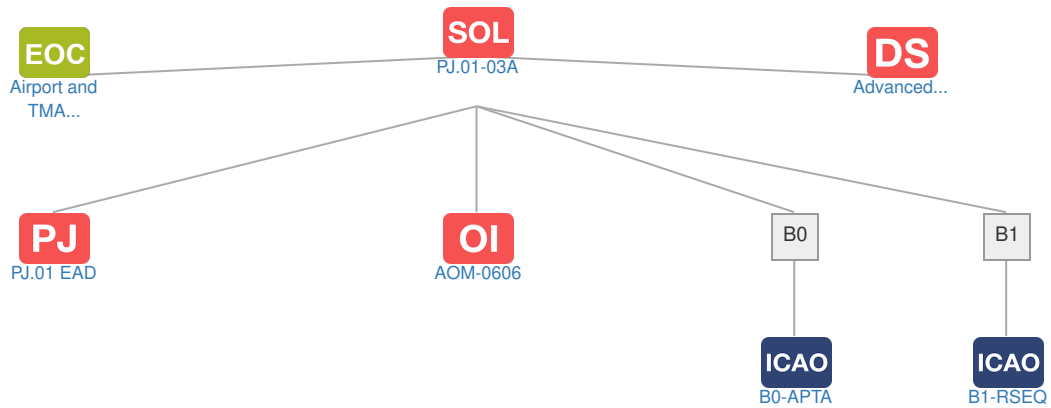 EOC
SOL
DS
PJ.01-03A
Airport and
TMA...
Advanced...
PJ
OI
B0
B1
PJ.01 EAD
AOM-0606
ICAO
ICAO
B0-APTA
B1-RSEQ